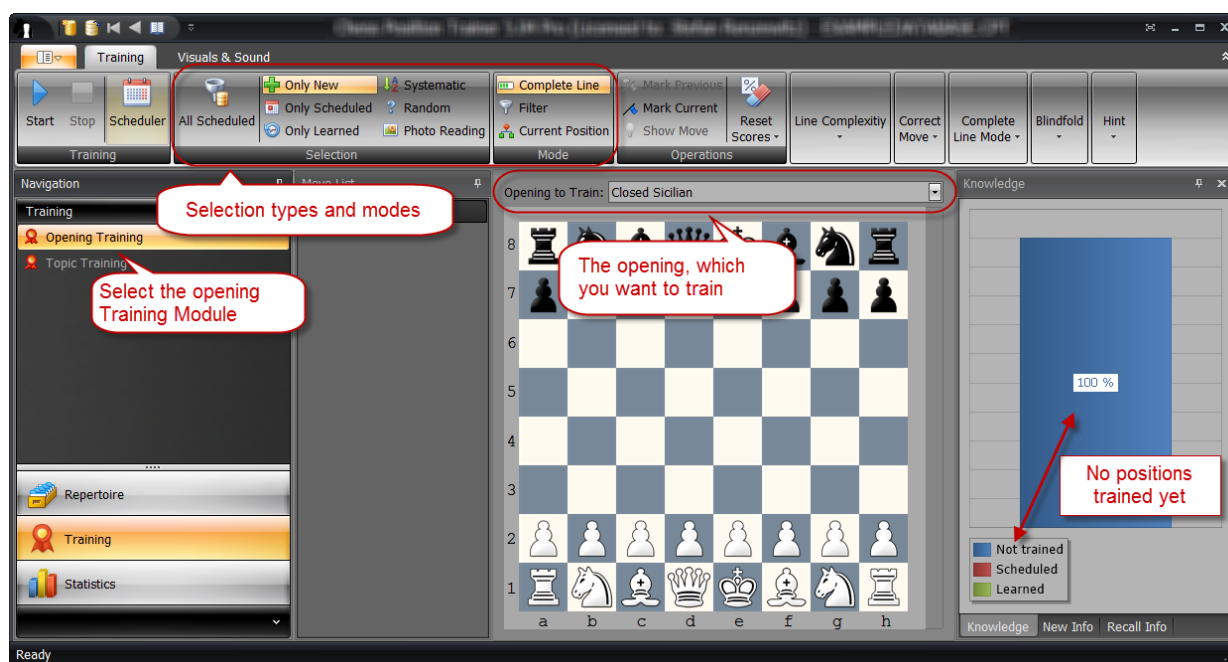 Training
Visuals & Sound
Start
Stop
Scheduler
Training
All Scheduled
Only New
Only Scheduled
Only Learned
Systematic
Random
Photo Reading
Selection
Complete Line
Filter
Current Position
Mode
Mark Previous
Mark Current
Show Move
Reset
Scores
Operations
Line Complexitiy
Correct
Move
Complete
Line Mode
Blindfold
Hint
Navigation
Training
Opening Training
Topic Training
Selection types and modes
Select the opening
Training Module
Repertoire
Training
Statistics
Move List
Opening to Train: Closed Sicilian
The opening, which
you want to train
8
7
6
5
4
3
2
1
a b c d e f g h
Knowledge
100 %
No positions
trained yet
Not trained
Scheduled
Learned
Knowledge New Info Recall Info
Ready